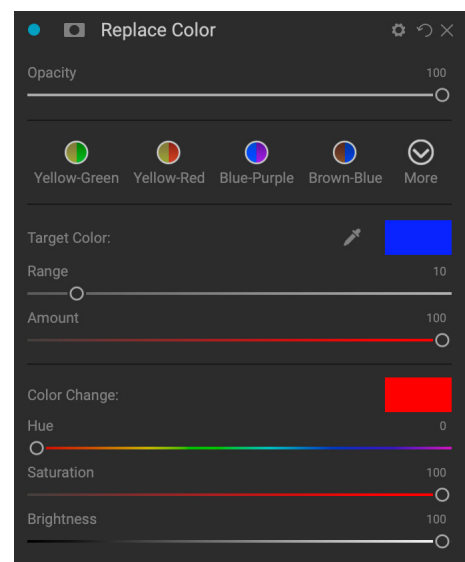 Replace Color
Opacity 100
Yellow-Green Yellow-Red Blue-Purple Brown-Blue More
Target Color:
Range 10
Amount 100
Color Change:
Hue 0
Saturation 100
Brightness 100